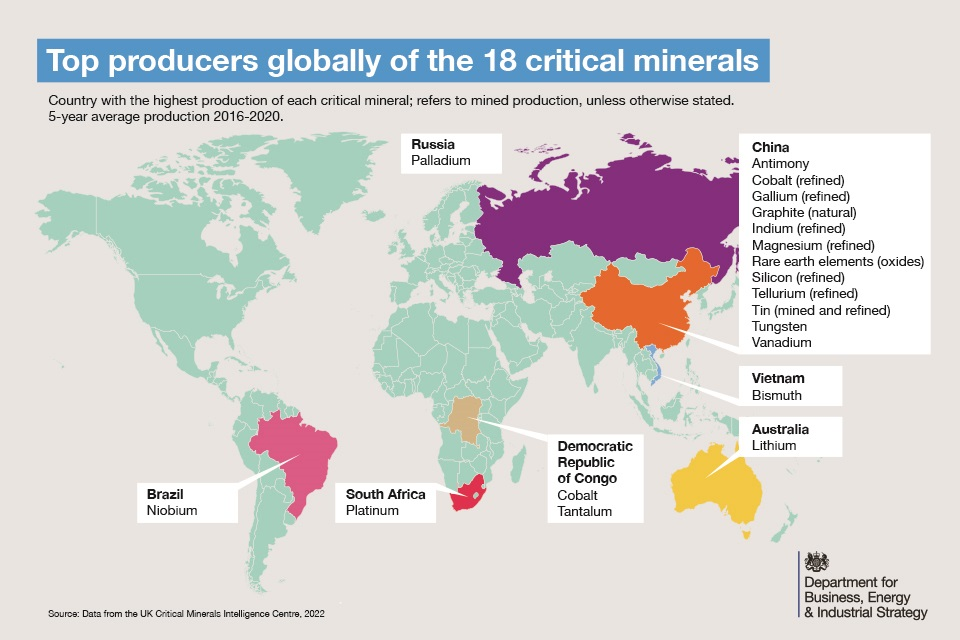 Top producers globally of the 18 critical minerals
Country with the highest production of each critical mineral; refers to mined production, unless otherwise stated.
5-year average production 2016-2020.
Russia
Palladium
China
Antimony
Cobalt (refined)
Gallium (refined)
Graphite (natural)
Indium (refined)
Magnesium (refined)
Rare earth elements (oxides)
Silicon (refined)
Tellurium (refined)
Tin (mined and refined)
Tungsten
Vanadium
Vietnam
Bismuth
Australia
Lithium
Democratic
Republic
of Congo
Cobalt
Tantalum
Brazil
Niobium
South Africa
Platinum
Department for
Business, Energy
& Industrial Strategy
Source: Data from the UK Critical Minerals Intelligence Centre, 2022